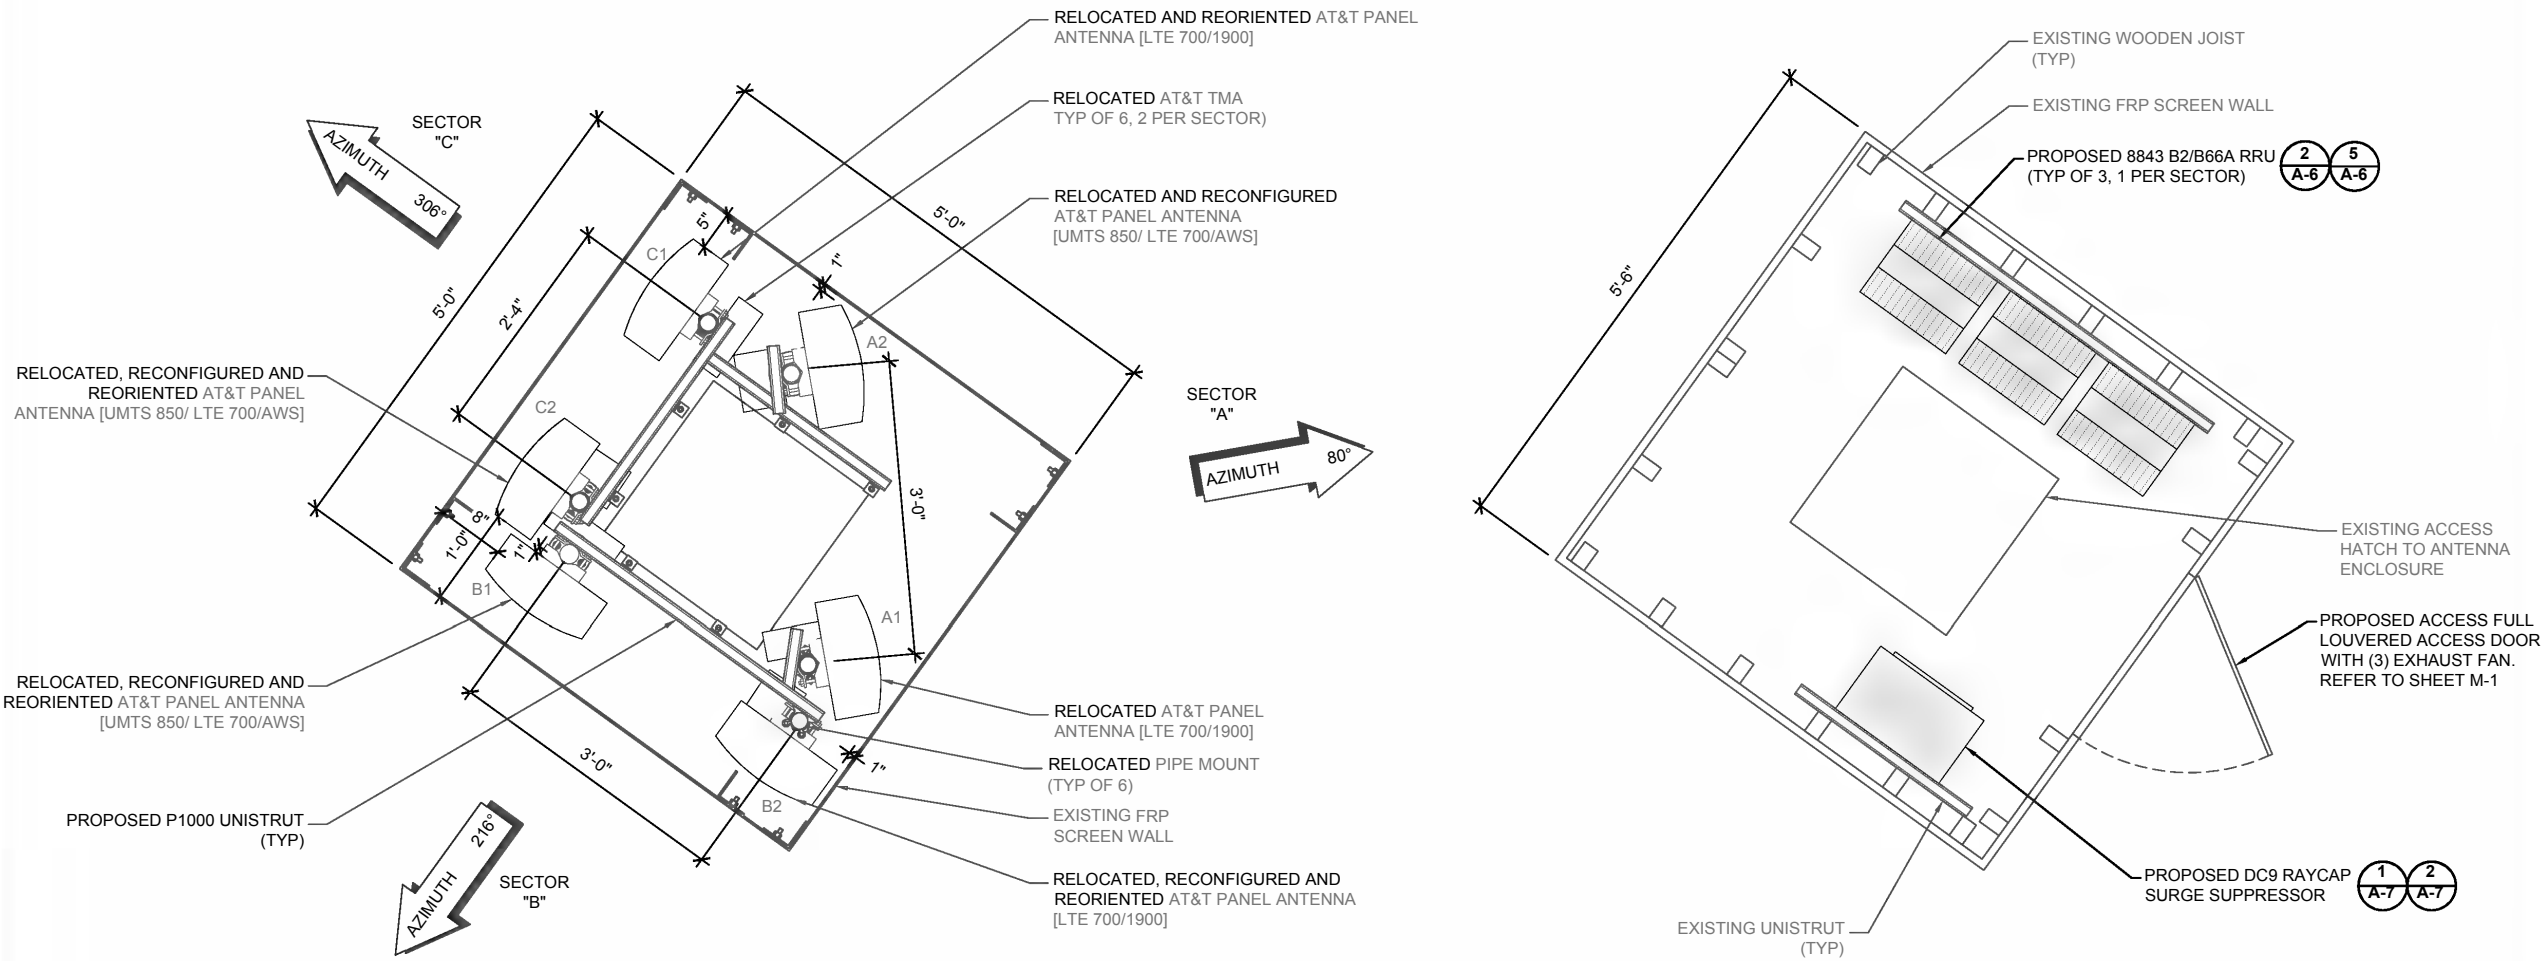 RELOCATED AND REORIENTED AT&T PANEL
ANTENNA [LTE 700/1900]
RELOCATED AT&T TMA
TYP OF 6, 2 PER SECTOR)
RELOCATED AND RECONFIGURED
AT&T PANEL ANTENNA
[UMTS 850/ LTE 700/AWS]
SECTOR
"C"
AZIMUTH 306°
5'-0"
5'-0"
2'-4"
5"
1"
C1
A2
C2
8"
1'-0"
1"
B1
A1
3'-0"
3'-0"
1"
B2
RELOCATED, RECONFIGURED AND
REORIENTED AT&T PANEL
ANTENNA [UMTS 850/ LTE 700/AWS]
SECTOR
"A"
AZIMUTH 80°
RELOCATED, RECONFIGURED AND
REORIENTED AT&T PANEL ANTENNA
[UMTS 850/ LTE 700/AWS]
PROPOSED P1000 UNISTRUT
(TYP)
AZIMUTH 216°
SECTOR
"B"
RELOCATED AT&T PANEL
ANTENNA [LTE 700/1900]
RELOCATED PIPE MOUNT
(TYP OF 6)
EXISTING FRP
SCREEN WALL
RELOCATED, RECONFIGURED AND
REORIENTED AT&T PANEL ANTENNA
[LTE 700/1900]
EXISTING WOODEN JOIST
(TYP)
EXISTING FRP SCREEN WALL
PROPOSED 8843 B2/B66A RRU
(TYP OF 3, 1 PER SECTOR)
2
A-6
5
A-6
5'-6"
EXISTING ACCESS
HATCH TO ANTENNA
ENCLOSURE
PROPOSED ACCESS FULL
LOUVERED ACCESS DOOR
WITH (3) EXHAUST FAN.
REFER TO SHEET M-1
PROPOSED DC9 RAYCAP
SURGE SUPPRESSOR
1
A-7
2
A-7
EXISTING UNISTRUT
(TYP)